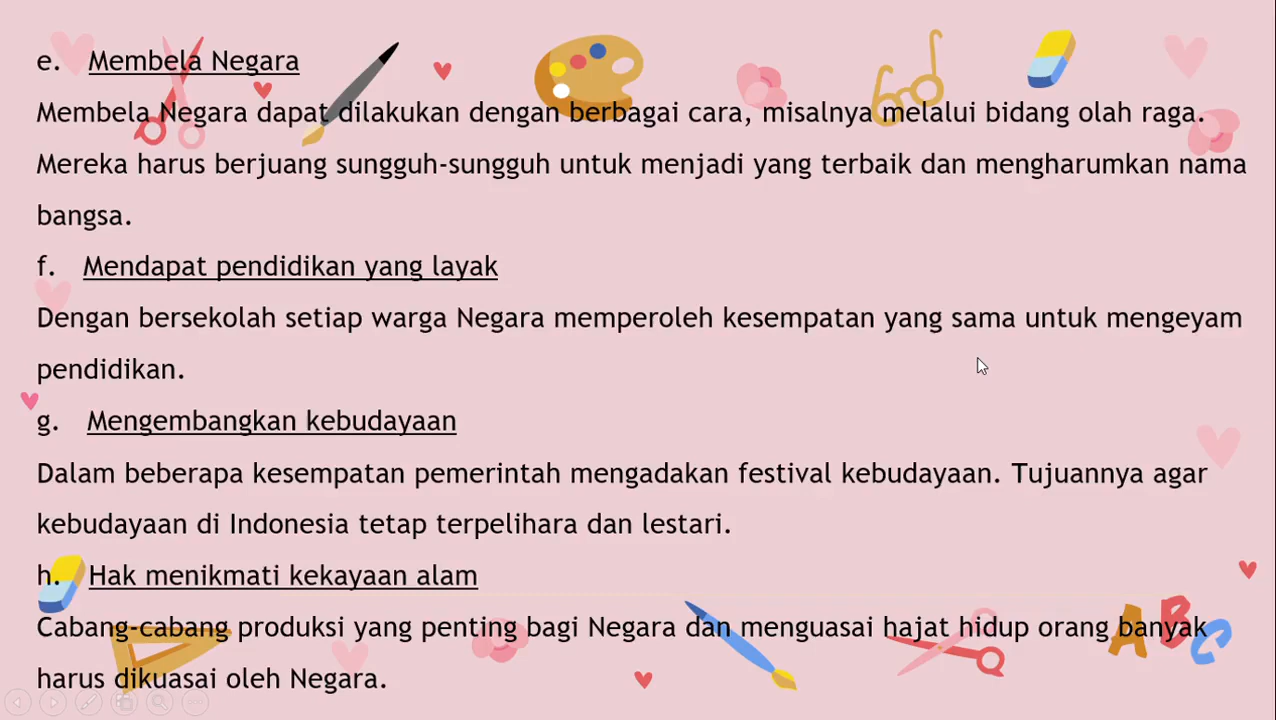 e. Membela Negara
Membela Negara dapat dilakukan dengan berbagai cara, misalnya melalui bidang olah raga.
Mereka harus berjuang sungguh-sungguh untuk menjadi yang terbaik dan mengharumkan nama
bangsa.
f. Mendapat pendidikan yang layak
Dengan bersekolah setiap warga Negara memperoleh kesempatan yang sama untuk mengeyam
pendidikan.
g. Mengembangkan kebudayaan
Dalam beberapa kesempatan pemerintah mengadakan festival kebudayaan. Tujuannya agar
kebudayaan di Indonesia tetap terpelihara dan lestari.
h. Hak menikmati kekayaan alam
Cabang-cabang produksi yang penting bagi Negara dan menguasai hajat hidup orang banyak
harus dikuasai oleh Negara.
ABC